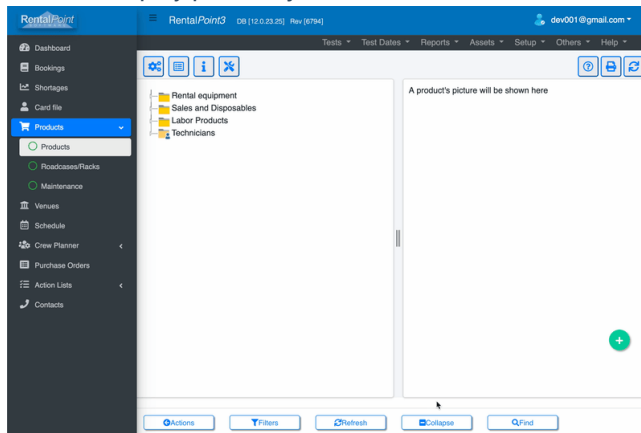 RentalPoint
RentalPoint3 DB [12.0.23.25] Rev [6794]
dev001@gmail.com
Tests Test Dates Reports Assets Setup Others Help
Dashboard
Bookings
Shortages
Card file
Products
Products
Roadcases/Racks
Maintenance
Venues
Schedule
Crew Planner
Purchase Orders
Action Lists
Contacts
Rental equipment
Sales and Disposables
Labor Products
Technicians
A product's picture will be shown here
Actions Filters Refresh Collapse Find